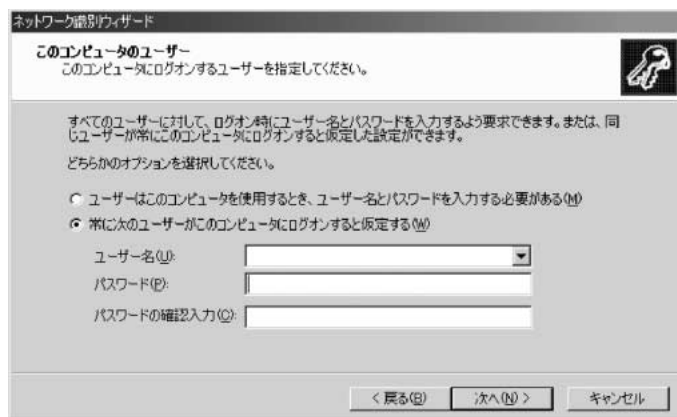 ネットワーク識別ウィザード
このコンピュータのユーザー
このコンピュータにログオンするユーザーを指定してください。
すべてのユーザーに対して、ログオン時にユーザー名とパスワードを入力するよう要求できます。または、同
じユーザーが常にこのコンピュータにログオンすると仮定した設定ができます。
どちらかのオプションを選択してください。
ユーザーはこのコンピュータを使用するとき、ユーザー名とパスワードを入力する必要がある(M)
常に次のユーザーがこのコンピュータにログオンすると仮定する(W)
ユーザー名(U):
パスワード(P):
パスワードの確認入力(C):
< 戻る(B)
次へ(N) >
キャンセル